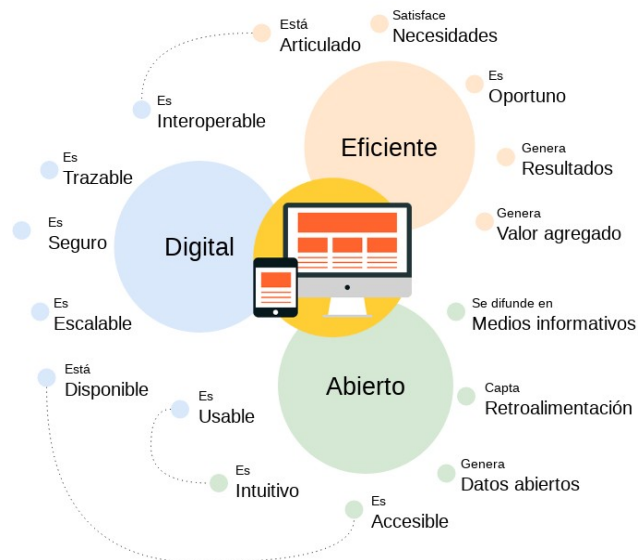 Está
Articulado
Satisface
Necesidades
Es
Oportuno
Es
Interoperable
Eficiente
Genera
Resultados
Es
Trazable
Genera
Valor agregado
Es
Seguro
Digital
Es
Escalable
Se difunde en
Medios informativos
Está
Disponible
Abierto
Capta
Retroalimentación
Es
Usable
Genera
Datos abiertos
Es
Intuitivo
Es
Accesible